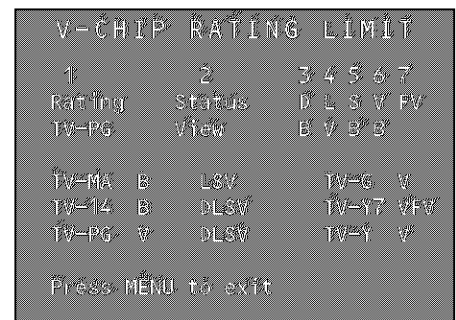 V-CHIP RATING LIMIT
1 2 3 4 5 6 7
Rating Status D L S V FV
TV-PG View B V B B
TV-MA B LSV TV-G V
TV-14 B DLSV TV-Y7 VFV
TV-PG V DLSV TV-Y V
Press MENU to exit